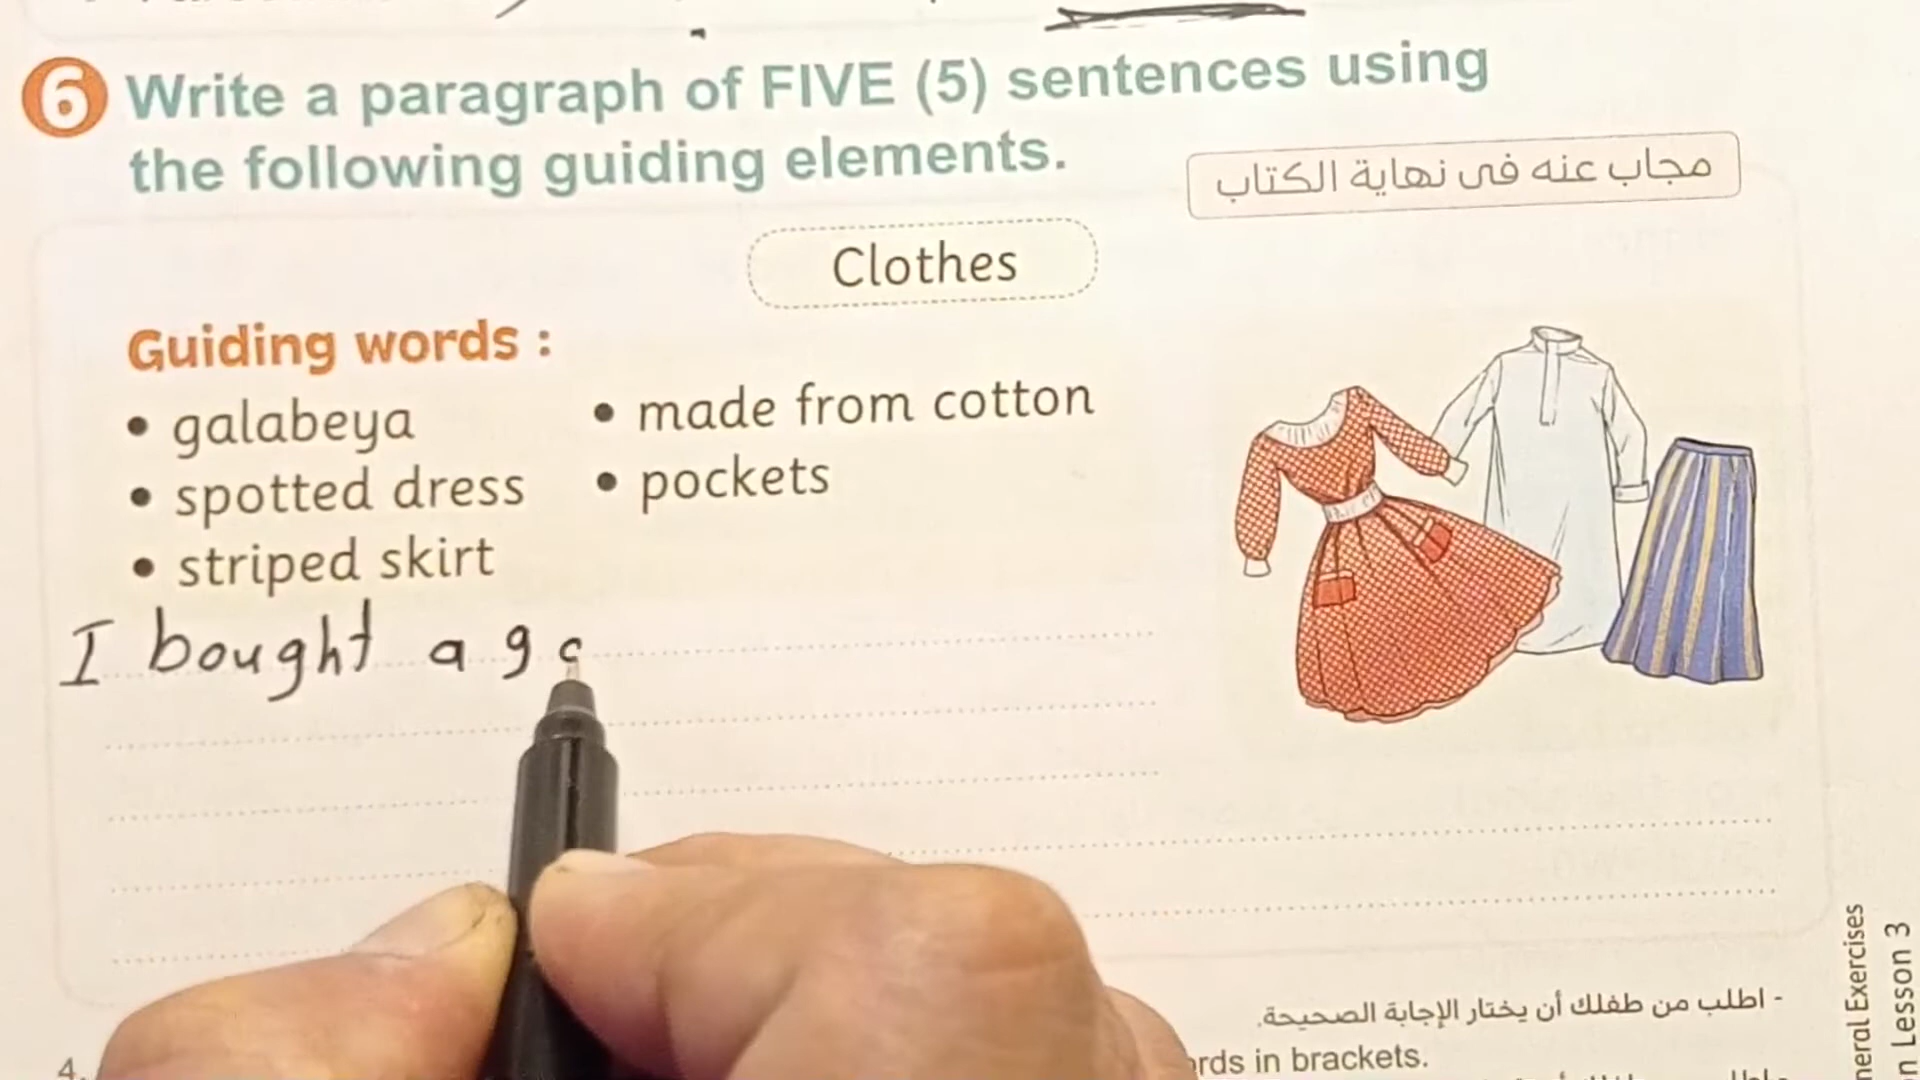 6 Write a paragraph of FIVE (5) sentences using
the following guiding elements.
مجاب عنه فى نهاية الكتاب
Clothes
Guiding words :
• galabeya
• spotted dress
• striped skirt
• made from cotton
• pockets
I bought a ga
- اطلب من طفلك أن يختار الإجابة الصحيحة.
4.
in brackets.
Exercises
Lesson 3